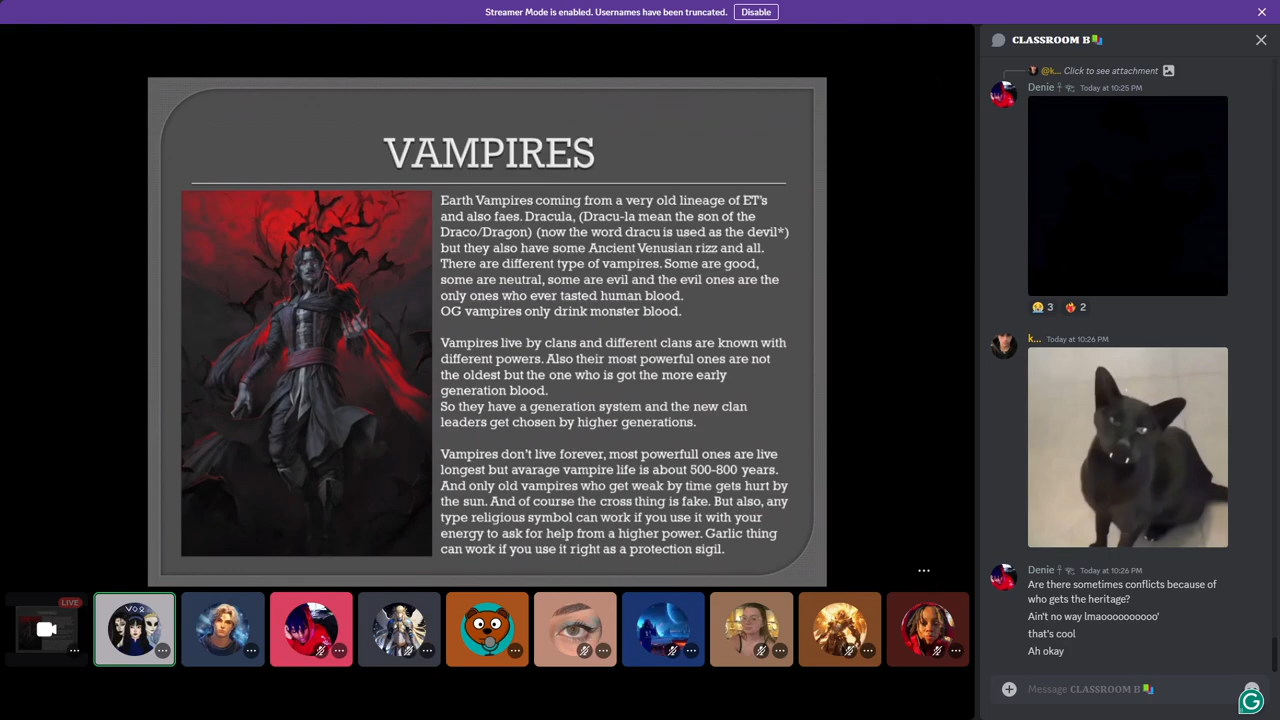 Streamer Mode is enabled. Usernames have been truncated. Disable
CLASSROOM B
@k... Click to see attachment
Denie Today at 10:25 PM
3 2
k... Today at 10:26 PM
Denie Today at 10:26 PM
Are there sometimes conflicts because of
who gets the heritage?
Ain't no way lmaoooooooooo'
that's cool
Ah okay
Message CLASSROOM B
VAMPIRES
Earth Vampires coming from a very old lineage of ET's
and also faes. Dracula, (Dracu-la mean the son of the
Draco/Dragon) (now the word dracu is used as the devil*)
but they also have some Ancient Venusian rizz and all.
There are different type of vampires. Some are good,
some are neutral, some are evil and the evil ones are the
only ones who ever tasted human blood.
OG vampires only drink monster blood.
Vampires live by clans and different clans are known with
different powers. Also their most powerful ones are not
the oldest but the one who is got the more early
generation blood.
So they have a generation system and the new clan
leaders get chosen by higher generations.
Vampires don't live forever, most powerfull ones are live
longest but avarage vampire life is about 500-800 years.
And only old vampires who get weak by time gets hurt by
the sun. And of course the cross thing is fake. But also, any
type religious symbol can work if you use it with your
energy to ask for help from a higher power. Garlic thing
can work if you use it right as a protection sigil.
LIVE